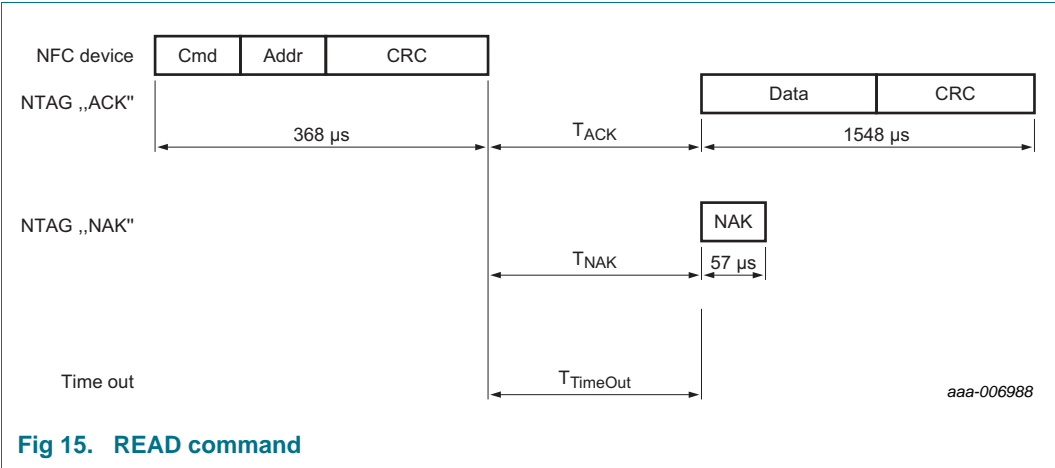 NFC device Cmd Addr CRC
NTAG ,,ACK" Data CRC
368 µs TACK 1548 µs
NTAG ,,NAK" NAK
TNAK 57 µs
Time out TTimeOut aaa-006988
Fig 15. READ command